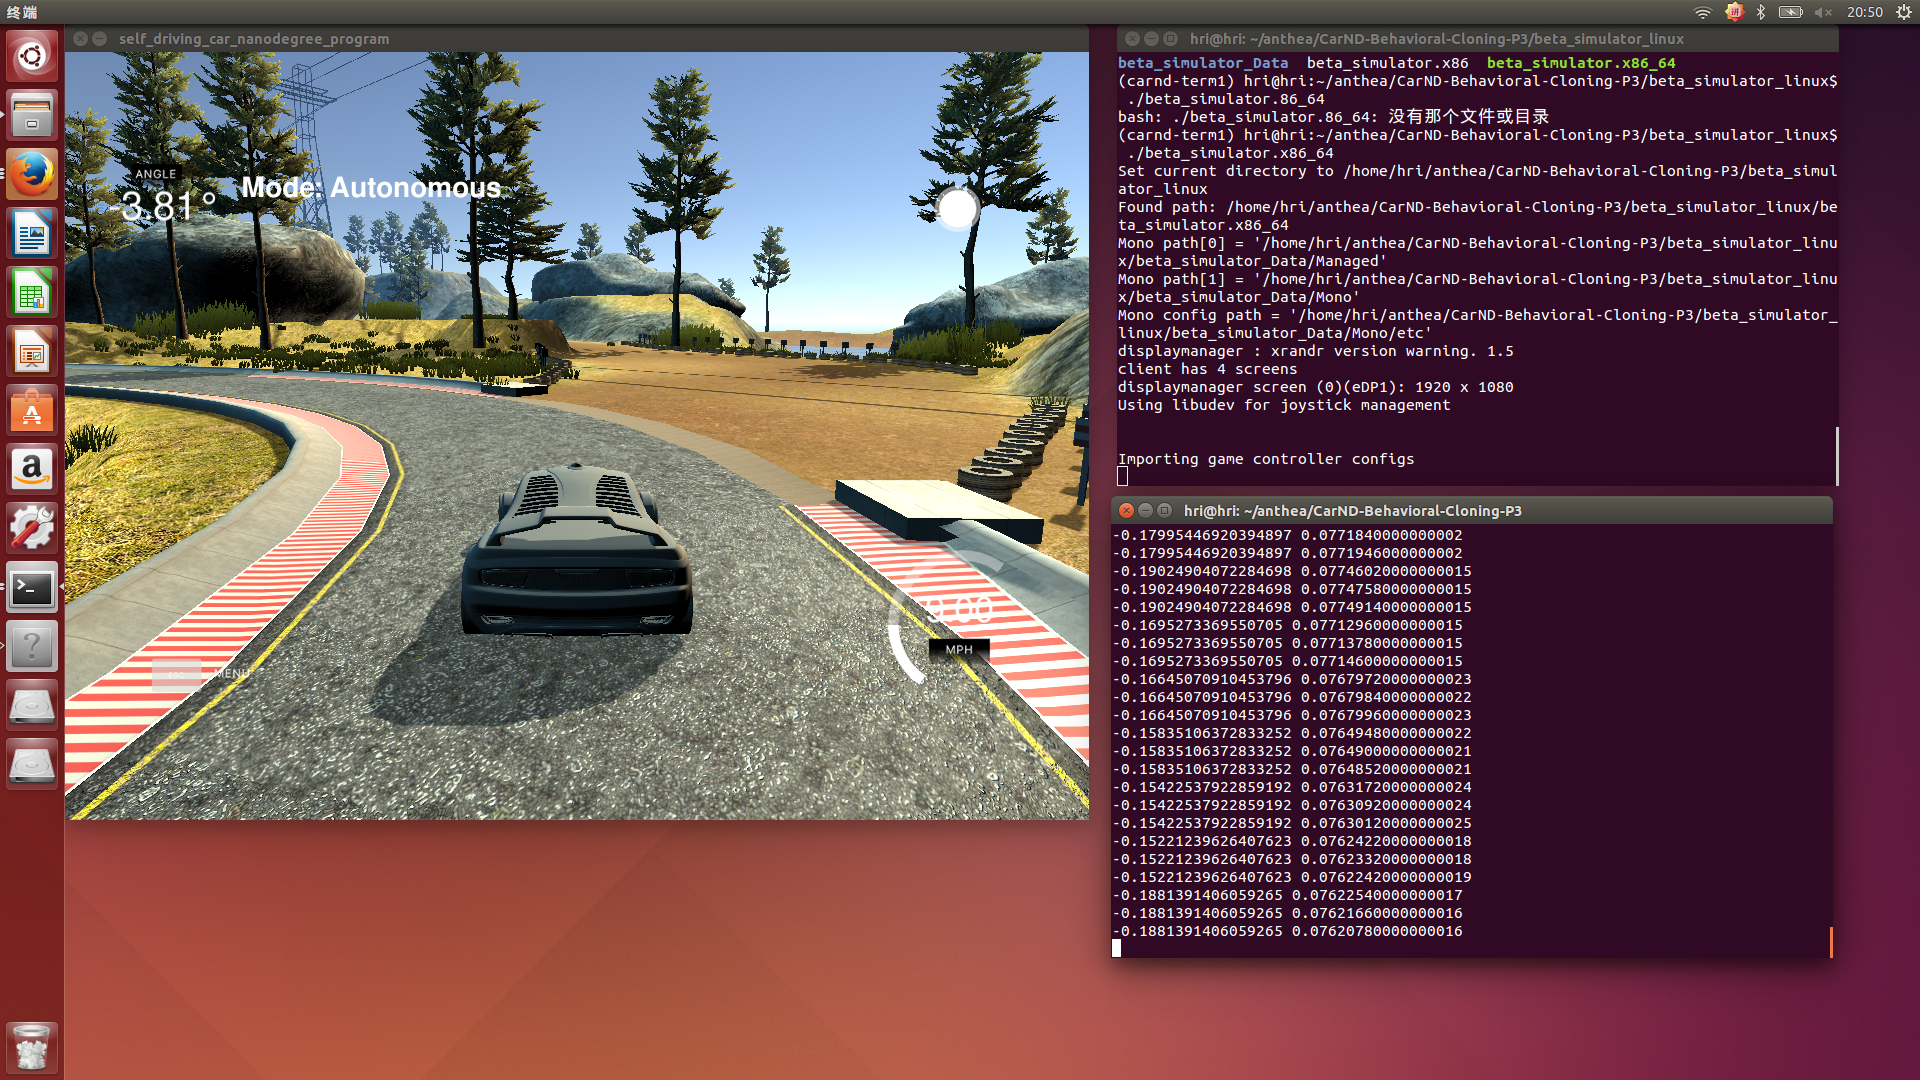 终端
20:50
self_driving_car_nanodegree_program
ANGLE
-3.81°
Mode: Autonomous
9.00
MPH
MENU
hri@hri: ~/anthea/CarND-Behavioral-Cloning-P3/beta_simulator_linux
beta_simulator_Data beta_simulator.x86 beta_simulator.x86_64
(carnd-term1) hri@hri:~/anthea/CarND-Behavioral-Cloning-P3/beta_simulator_linux$
./beta_simulator.86_64
bash: ./beta_simulator.86_64: 没有那个文件或目录
(carnd-term1) hri@hri:~/anthea/CarND-Behavioral-Cloning-P3/beta_simulator_linux$
./beta_simulator.x86_64
Set current directory to /home/hri/anthea/CarND-Behavioral-Cloning-P3/beta_simul
ator_linux
Found path: /home/hri/anthea/CarND-Behavioral-Cloning-P3/beta_simulator_linux/be
ta_simulator.x86_64
Mono path[0] = '/home/hri/anthea/CarND-Behavioral-Cloning-P3/beta_simulator_linu
x/beta_simulator_Data/Managed'
Mono path[1] = '/home/hri/anthea/CarND-Behavioral-Cloning-P3/beta_simulator_linu
x/beta_simulator_Data/Mono'
Mono config path = '/home/hri/anthea/CarND-Behavioral-Cloning-P3/beta_simulator_
linux/beta_simulator_Data/Mono/etc'
displaymanager : xrandr version warning. 1.5
client has 4 screens
displaymanager screen (0)(eDP1): 1920 x 1080
Using libudev for joystick management
Importing game controller configs
hri@hri: ~/anthea/CarND-Behavioral-Cloning-P3
-0.17995446920394897 0.0771840000000002
-0.17995446920394897 0.0771946000000002
-0.19024904072284698 0.07746020000000015
-0.19024904072284698 0.07747580000000015
-0.19024904072284698 0.07749140000000015
-0.1695273369550705 0.07712960000000015
-0.1695273369550705 0.07713780000000015
-0.1695273369550705 0.07714600000000015
-0.16645070910453796 0.07679720000000023
-0.16645070910453796 0.07679840000000022
-0.16645070910453796 0.07679960000000023
-0.15835106372833252 0.07649480000000022
-0.15835106372833252 0.07649000000000021
-0.15835106372833252 0.07648520000000021
-0.15422537922859192 0.07631720000000024
-0.15422537922859192 0.07630920000000024
-0.15422537922859192 0.07630120000000025
-0.15221239626407623 0.07624220000000018
-0.15221239626407623 0.07623320000000018
-0.15221239626407623 0.07622420000000019
-0.1881391406059265 0.07622540000000017
-0.1881391406059265 0.07621660000000016
-0.1881391406059265 0.07620780000000016